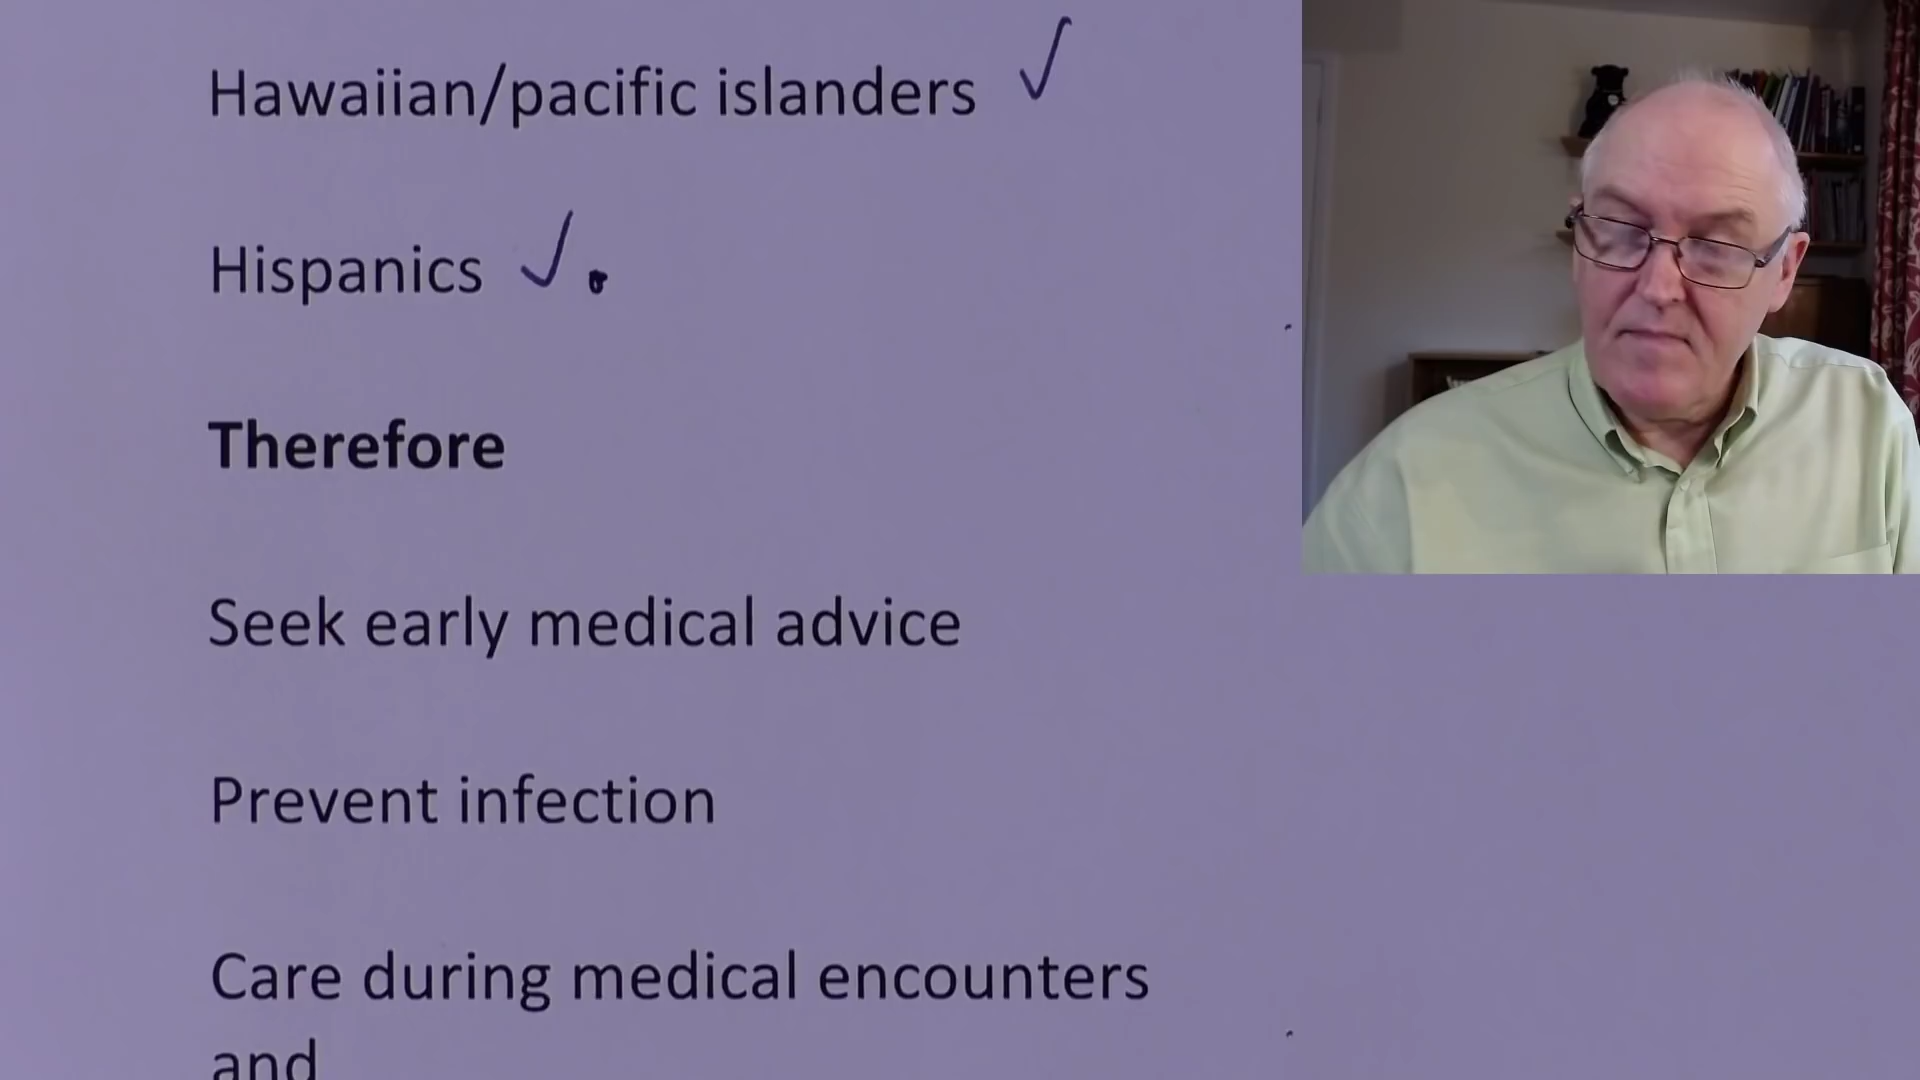 Hawaiian/pacific islanders ✓
Hispanics ✓.
Therefore
Seek early medical advice
Prevent infection
Care during medical encounters
and